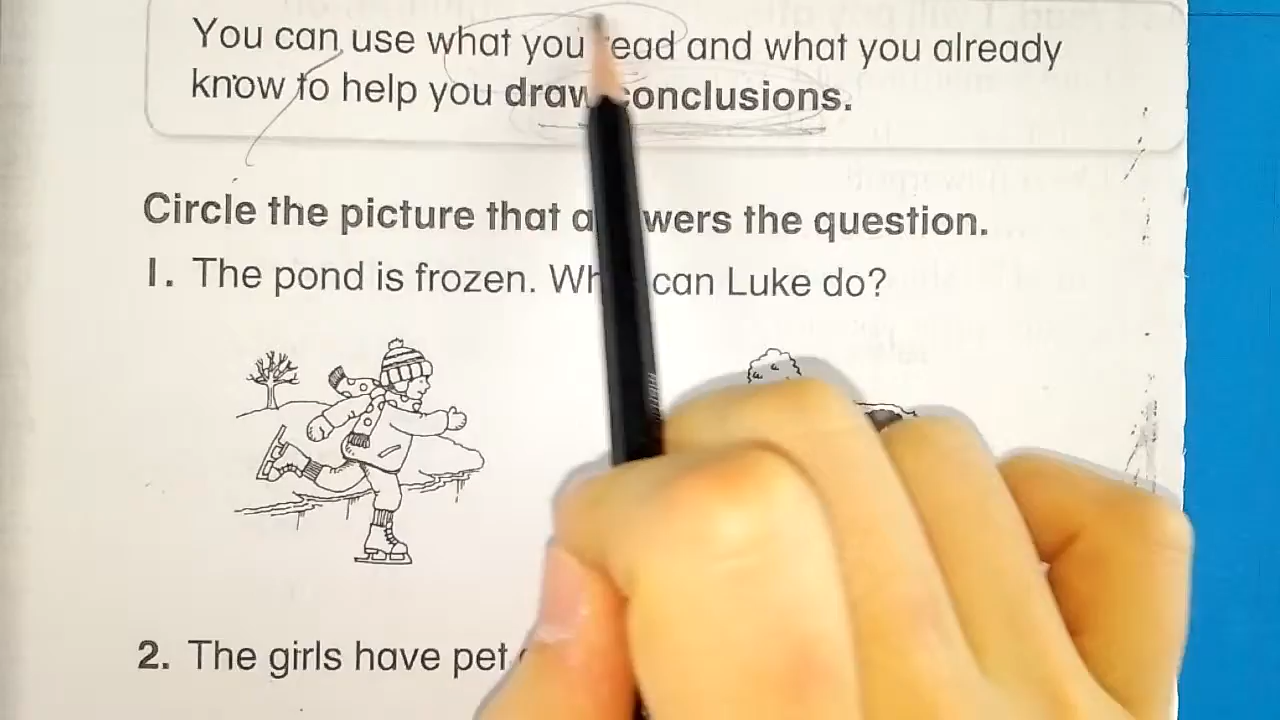 You can use what you read and what you already
know to help you draw conclusions.
Circle the picture that answers the question.
1. The pond is frozen. What can Luke do?
2. The girls have pet